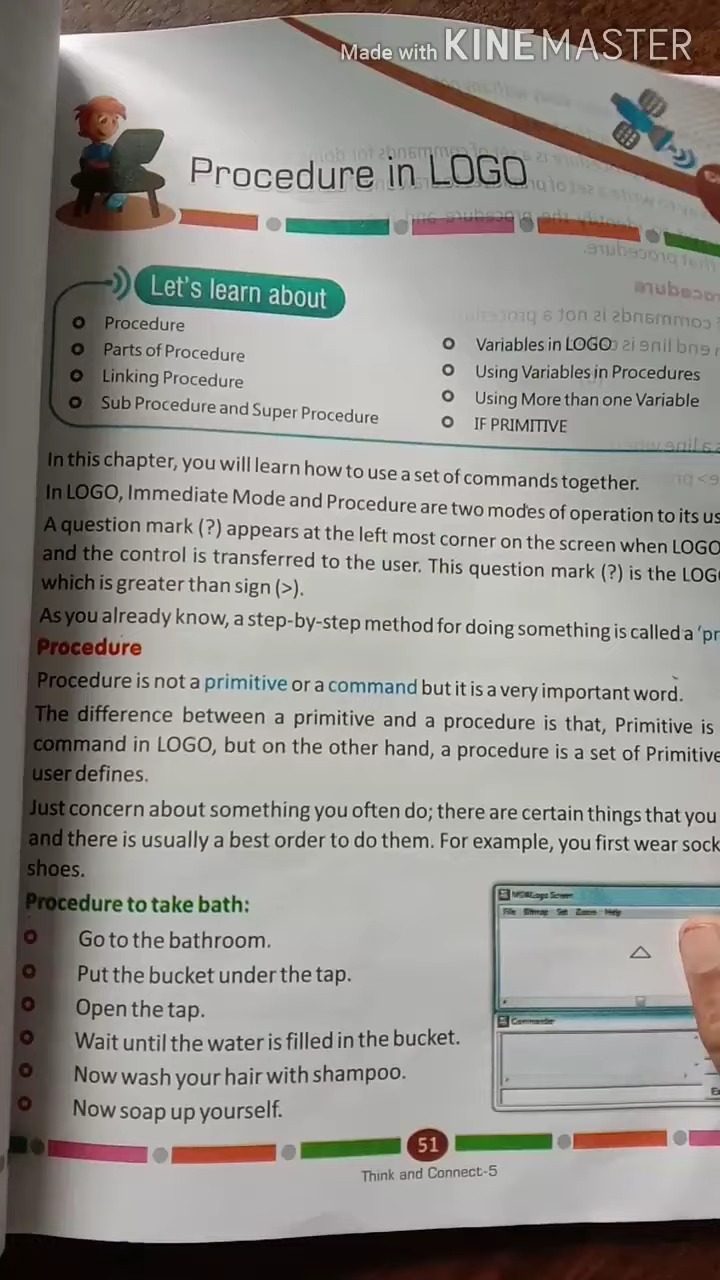 Made with KINEMASTER
Procedure in LOGO
Let's learn about
Procedure
Parts of Procedure
Linking Procedure
Sub Procedure and Super Procedure
Variables in LOGO
Using Variables in Procedures
Using More than one Variable
IF PRIMITIVE
In this chapter, you will learn how to use a set of commands together.
In LOGO, Immediate Mode and Procedure are two modes of operation to its us
A question mark (?) appears at the left most corner on the screen when LOGO
and the control is transferred to the user. This question mark (?) is the LOG
which is greater than sign (>).
As you already know, a step-by-step method for doing something is called a 'pr
Procedure
Procedure is not a primitive or a command but it is a very important word.
The difference between a primitive and a procedure is that, Primitive is
command in LOGO, but on the other hand, a procedure is a set of Primitive
user defines.
Just concern about something you often do; there are certain things that you
and there is usually a best order to do them. For example, you first wear sock
shoes.
Procedure to take bath:
Go to the bathroom.
Put the bucket under the tap.
Open the tap.
Wait until the water is filled in the bucket.
Now wash your hair with shampoo.
Now soap up yourself.
MSWLogo Screen
File Bitmap Set Zoom Help
Commander
51
Think and Connect-5